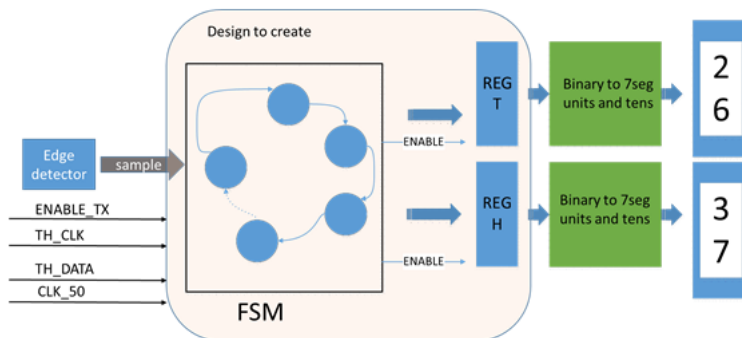 Design to create
REG
T
Binary to 7seg
units and tens
2
6
ENABLE
Edge
detector
sample
REG
H
Binary to 7seg
units and tens
3
7
ENABLE_TX
TH_CLK
TH_DATA
CLK_50
ENABLE
FSM